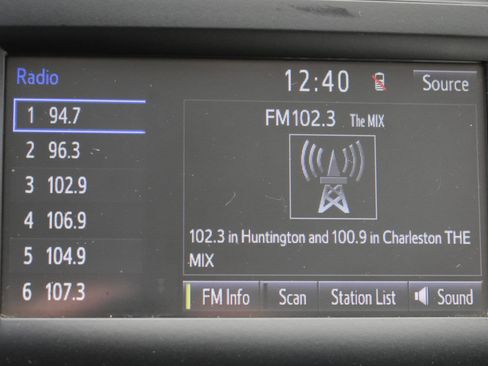 Radio
12:40
Source
1 94.7
2 96.3
3 102.9
4 106.9
5 104.9
6 107.3
FM102.3 The MIX
102.3 in Huntington and 100.9 in Charleston THE
MIX
FM Info
Scan
Station List
Sound